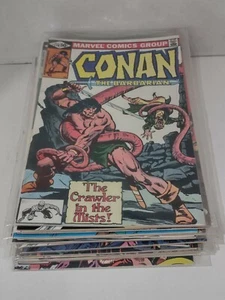 MARVEL COMICS GROUP
CONAN
THE BARBARIAN
The Crawler
in the
Mists!